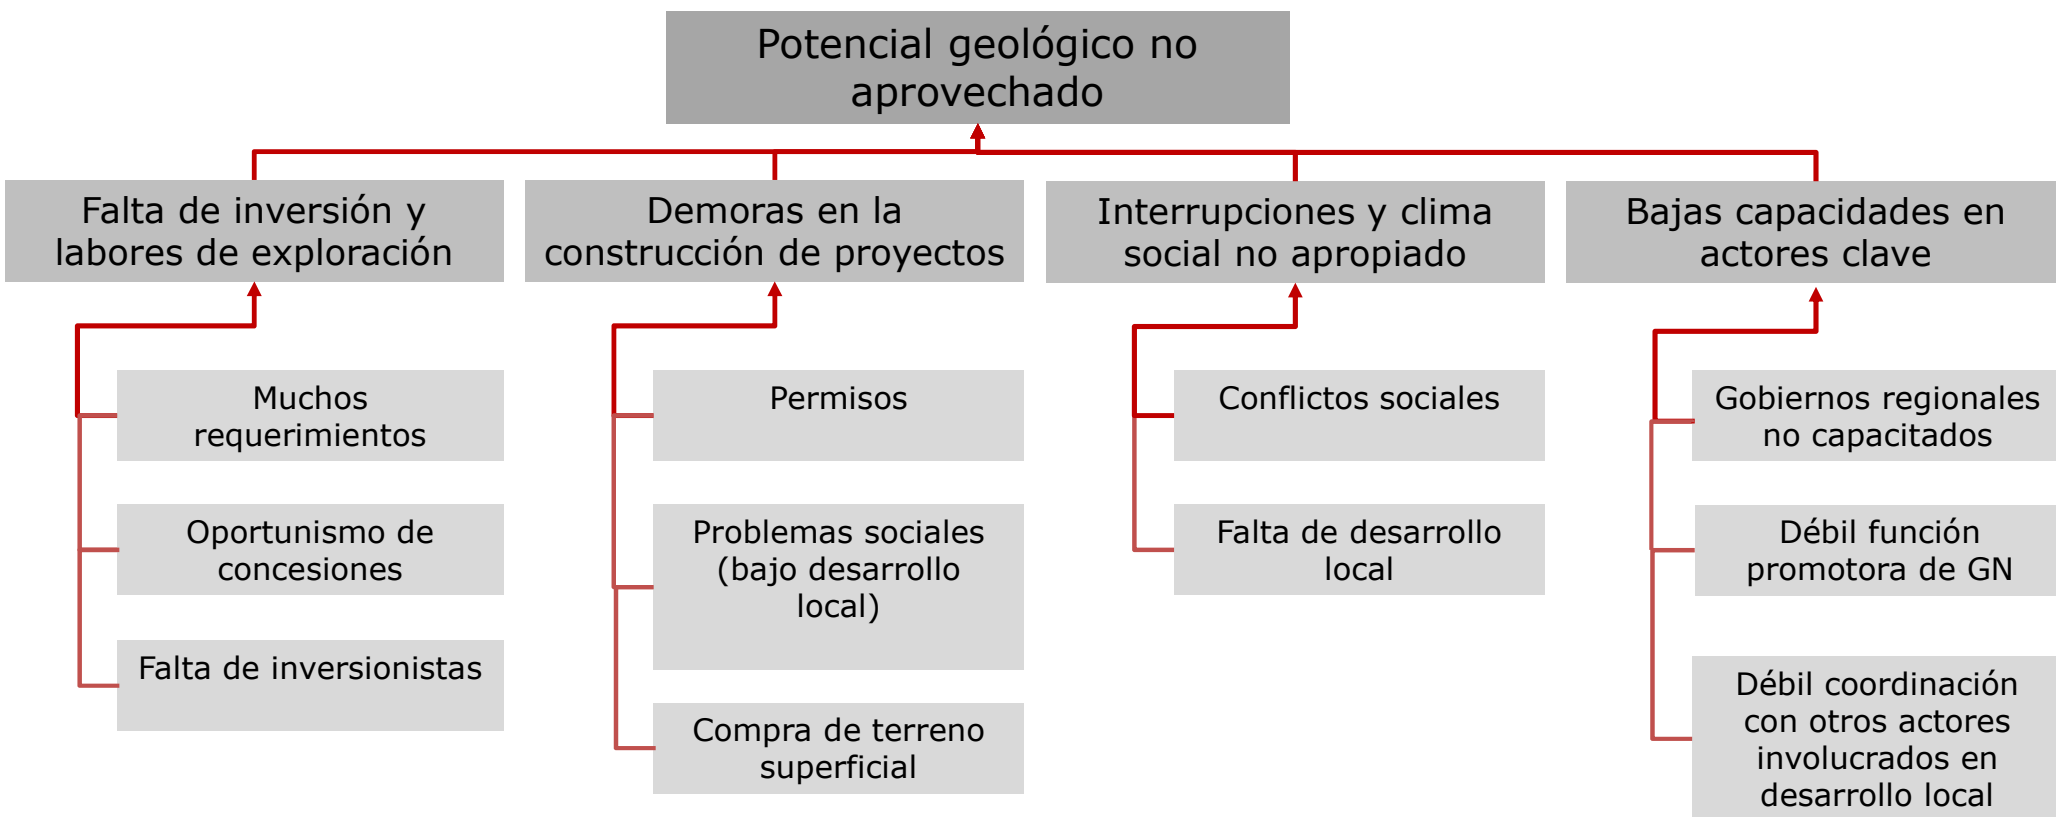 Potencial geológico no
aprovechado
Falta de inversión y
labores de exploración
Demoras en la
construcción de proyectos
Interrupciones y clima
social no apropiado
Bajas capacidades en
actores clave
Muchos
requerimientos
Oportunismo de
concesiones
Falta de inversionistas
Permisos
Problemas sociales
(bajo desarrollo
local)
Compra de terreno
superficial
Conflictos sociales
Falta de desarrollo
local
Gobiernos regionales
no capacitados
Débil función
promotora de GN
Débil coordinación
con otros actores
involucrados en
desarrollo local